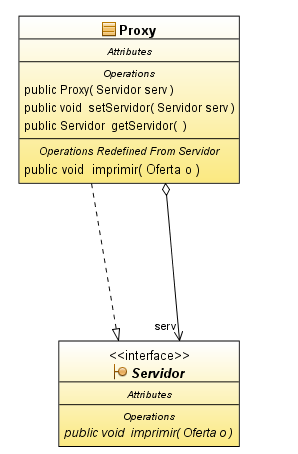 Proxy
Attributes
Operations
public Proxy( Servidor serv )
public void setServidor( Servidor serv )
public Servidor getServidor( )
Operations Redefined From Servidor
public void imprimir( Oferta o )
serv
<<interface>>
Servidor
Attributes
Operations
public void imprimir( Oferta o )